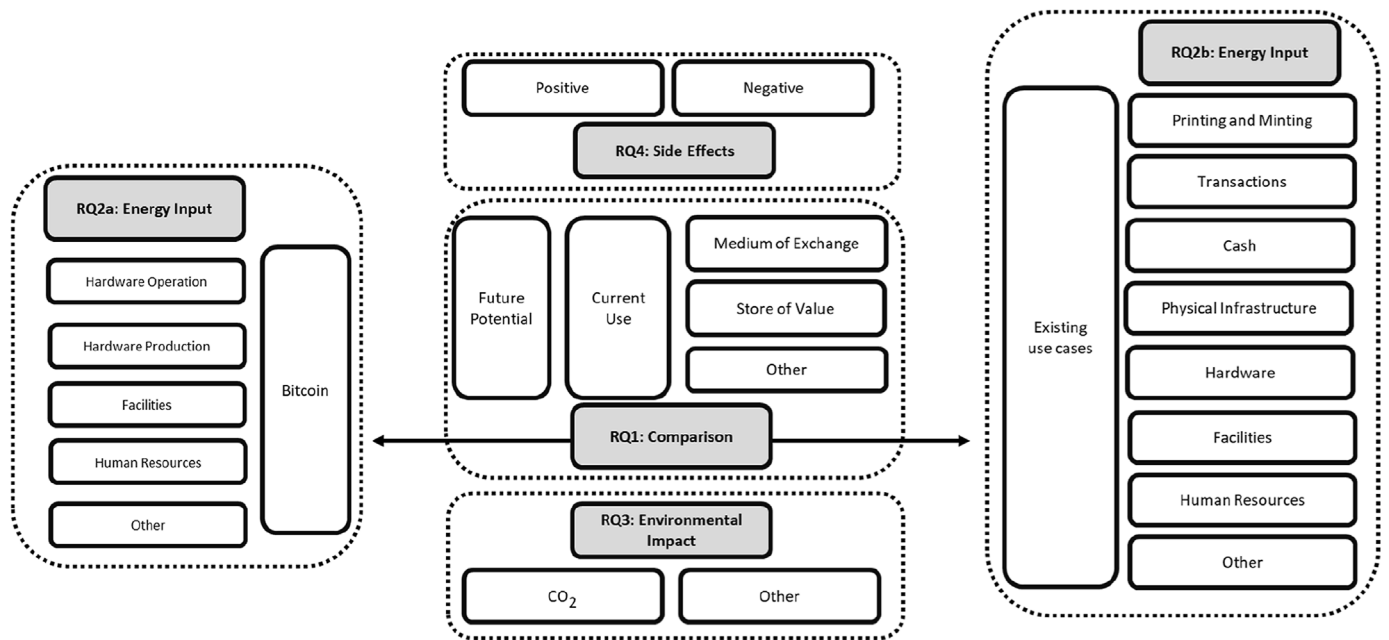 RQ2a: Energy Input
Hardware Operation
Hardware Production
Facilities
Human Resources
Other
Bitcoin
Positive
Negative
RQ4: Side Effects
Future
Potential
Current
Use
Medium of Exchange
Store of Value
Other
RQ1: Comparison
RQ3: Environmental
Impact
CO2
Other
Existing
use cases
RQ2b: Energy Input
Printing and Minting
Transactions
Cash
Physical Infrastructure
Hardware
Facilities
Human Resources
Other